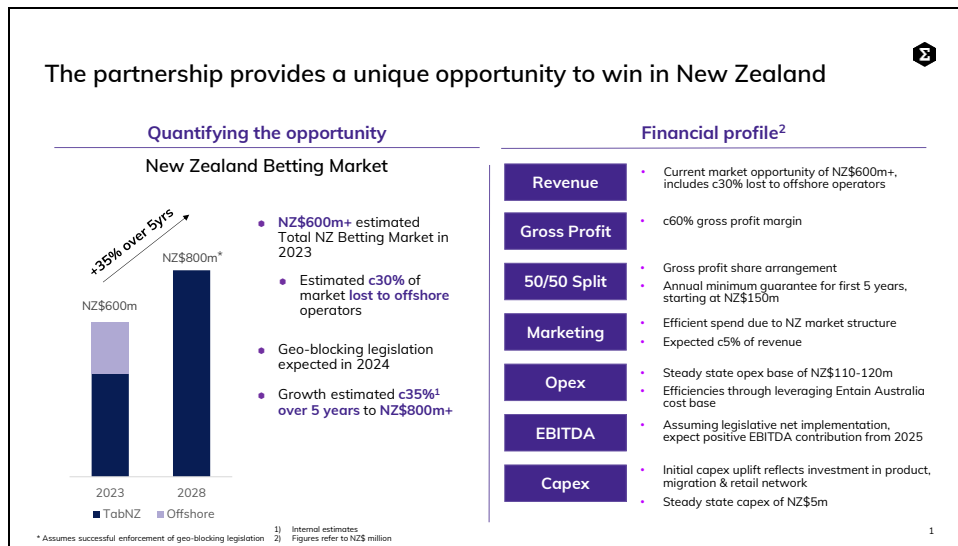 The partnership provides a unique opportunity to win in New Zealand
Σ
Quantifying the opportunity
New Zealand Betting Market
+35% over 5yrs
NZ$800m*
NZ$600m
2023
2028
TabNZ
Offshore
NZ$600m+ estimated
Total NZ Betting Market in
2023
Estimated c30% of
market lost to offshore
operators
Geo-blocking legislation
expected in 2024
Growth estimated c35%¹
over 5 years to NZ$800m+
Financial profile²
Revenue
Current market opportunity of NZ$600m+,
includes c30% lost to offshore operators
Gross Profit
c60% gross profit margin
50/50 Split
Gross profit share arrangement
Annual minimum guarantee for first 5 years,
starting at NZ$150m
Marketing
Efficient spend due to NZ market structure
Expected c5% of revenue
Opex
Steady state opex base of NZ$110-120m
Efficiencies through leveraging Entain Australia
cost base
EBITDA
Assuming legislative net implementation,
expect positive EBITDA contribution from 2025
Capex
Initial capex uplift reflects investment in product,
migration & retail network
Steady state capex of NZ$5m
* Assumes successful enforcement of geo-blocking legislation
1) Internal estimates
2) Figures refer to NZ$ million
1